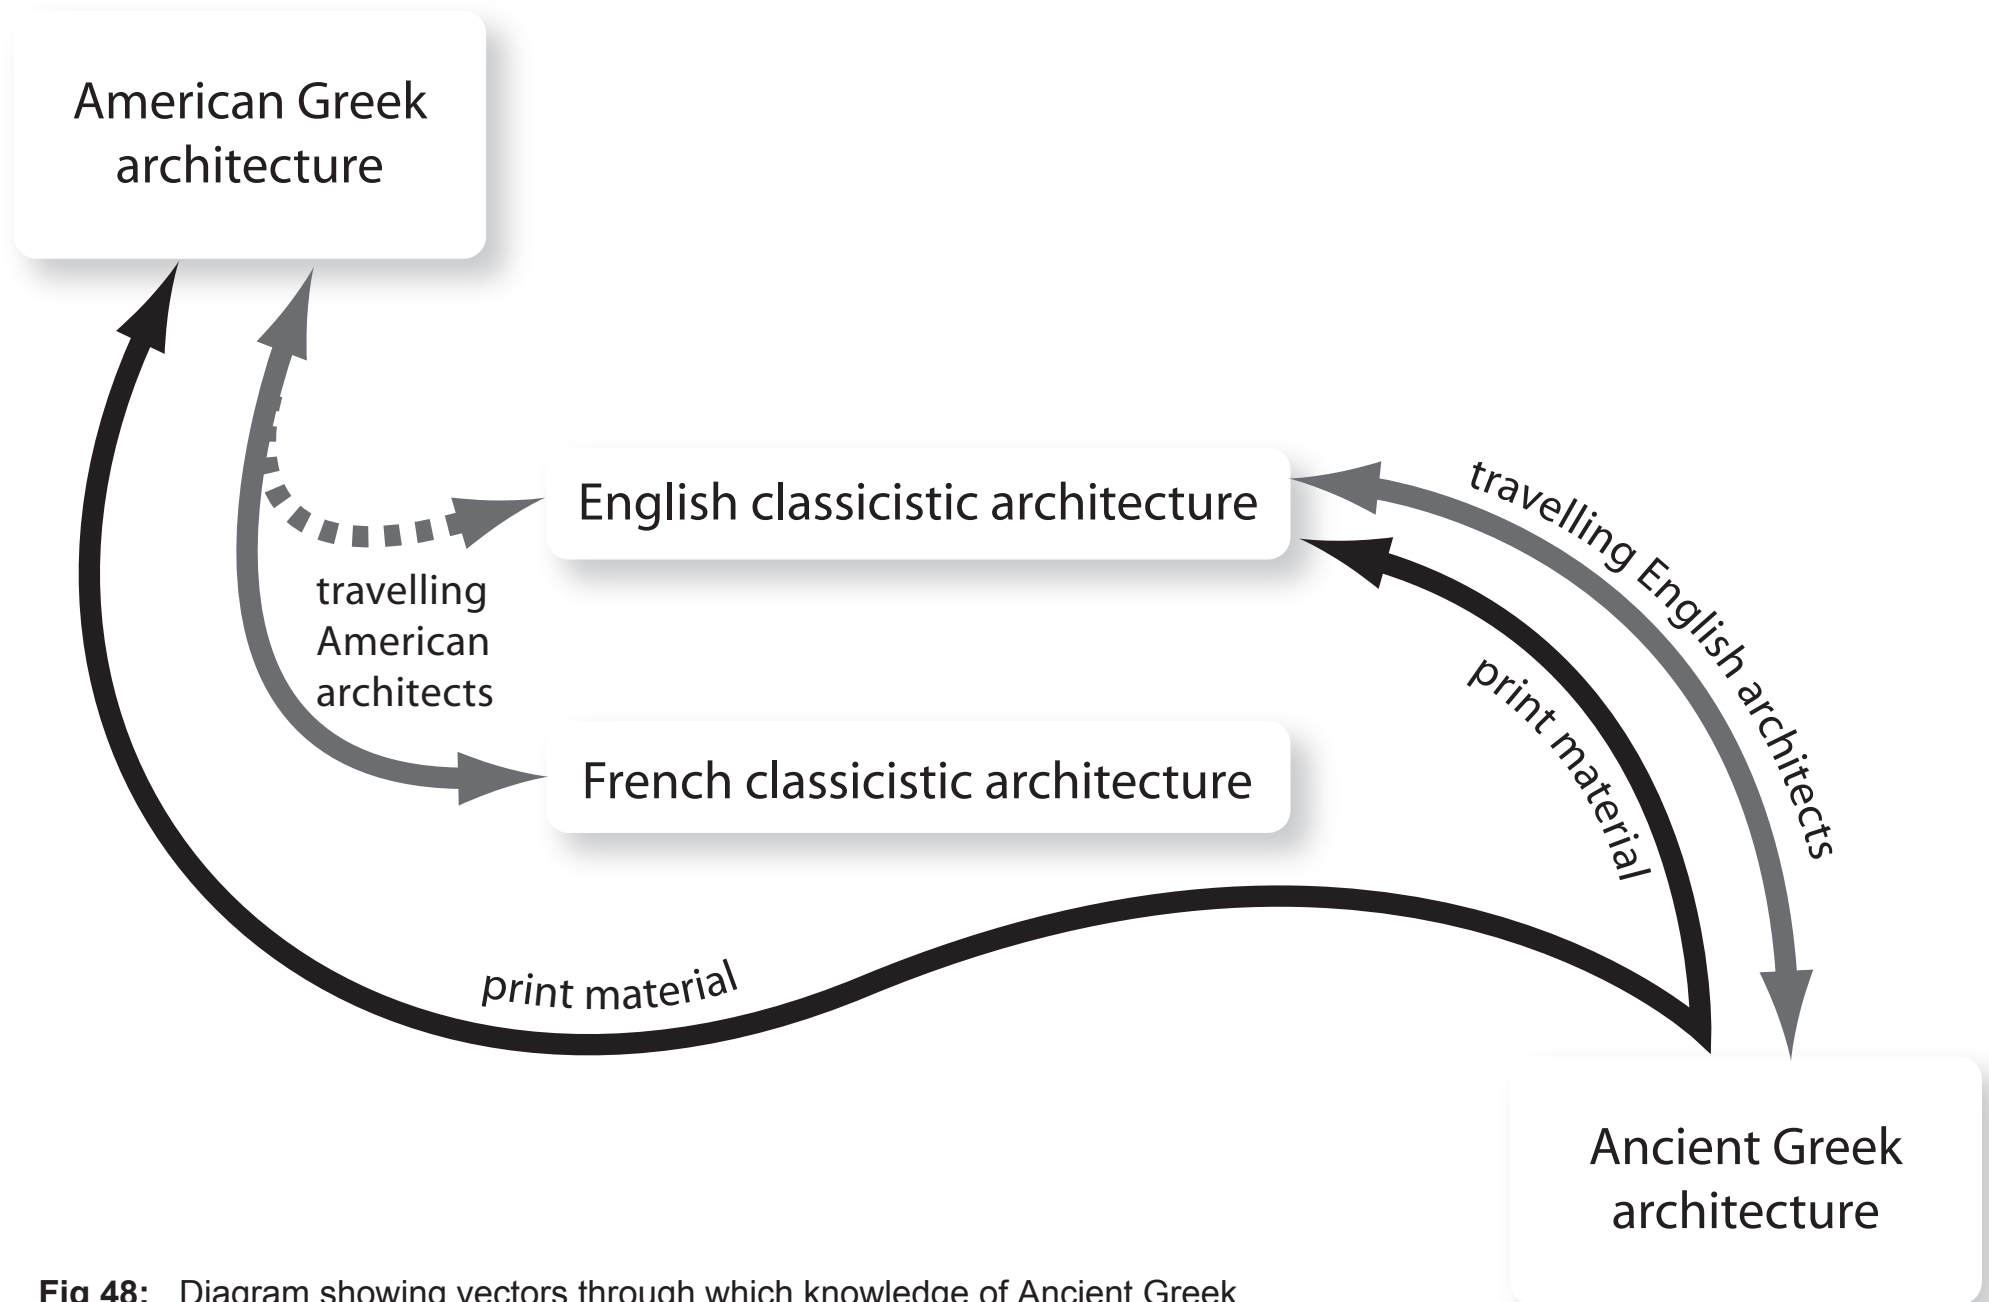 American Greek
architecture
English classicistic architecture
travelling English architects
print material
travelling
American
architects
French classicistic architecture
print material
Ancient Greek
architecture
Fig 48: Diagram showing vectors through which knowledge of Ancient Greek